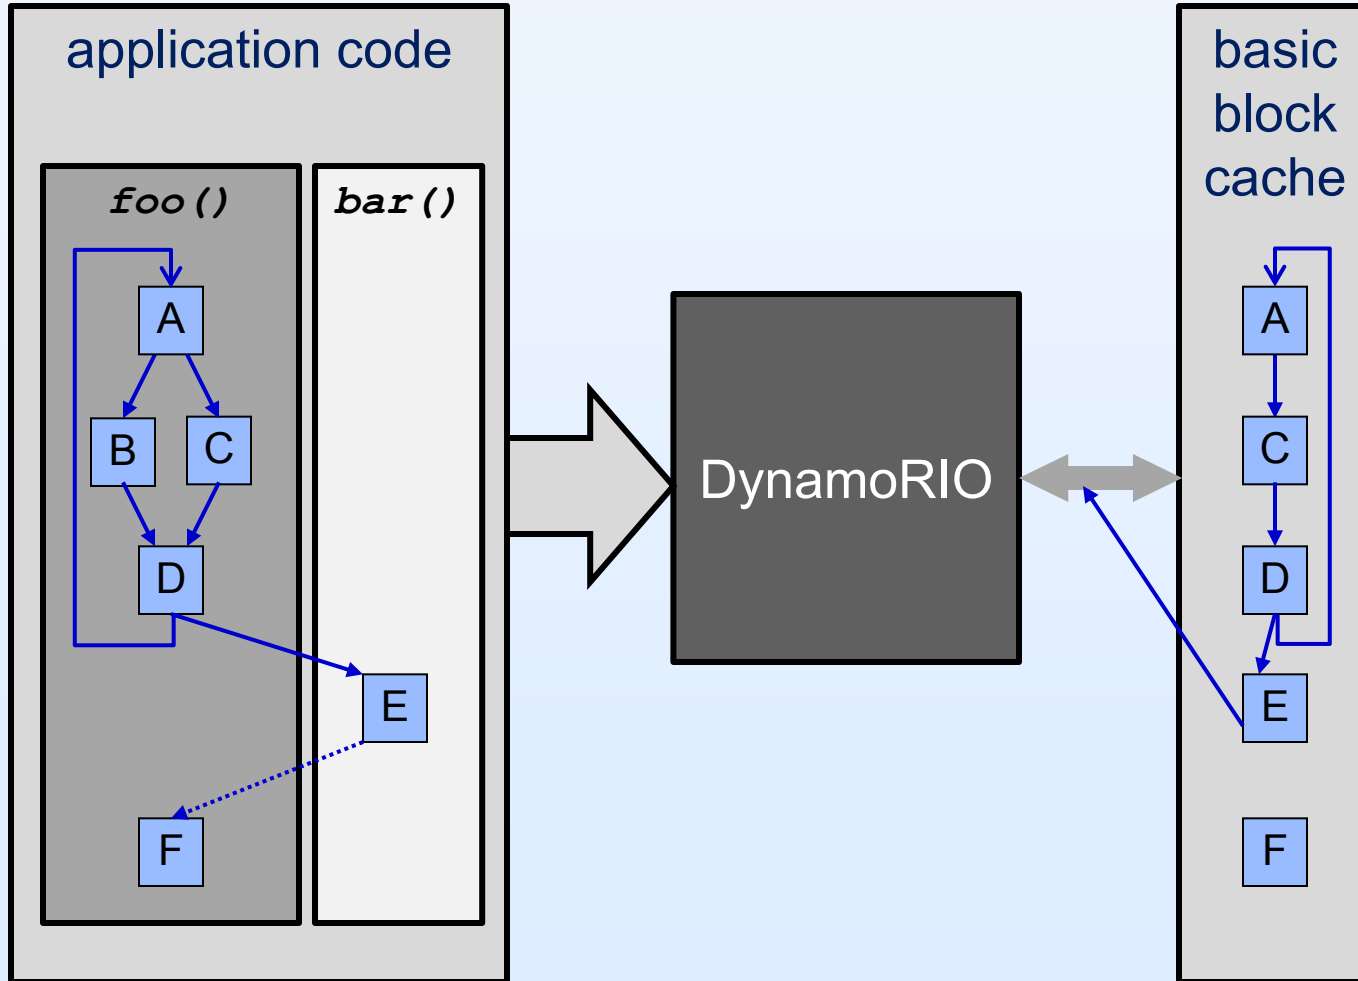 application code
basic
block
cache
foo()
bar()
A
B
C
D
E
F
DynamoRIO
A
C
D
E
F